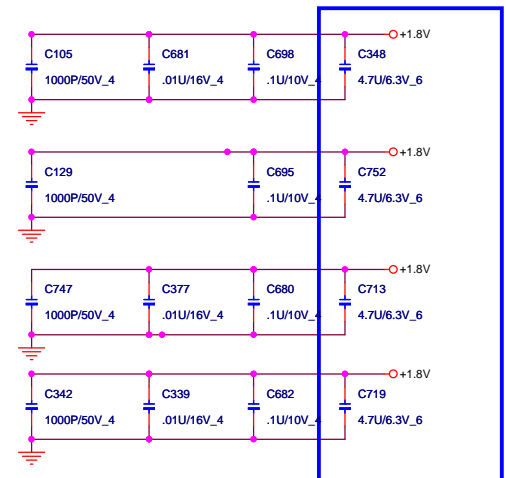 +1.8V
C105 C681 C698 C348
1000P/50V_4 .01U/16V_4 .1U/10V_4 4.7U/6.3V_6
+1.8V
C129 C695 C752
1000P/50V_4 .1U/10V_4 4.7U/6.3V_6
+1.8V
C747 C377 C680 C713
1000P/50V_4 .01U/16V_4 .1U/10V_4 4.7U/6.3V_6
+1.8V
C342 C339 C682 C719
1000P/50V_4 .01U/16V_4 .1U/10V_4 4.7U/6.3V_6